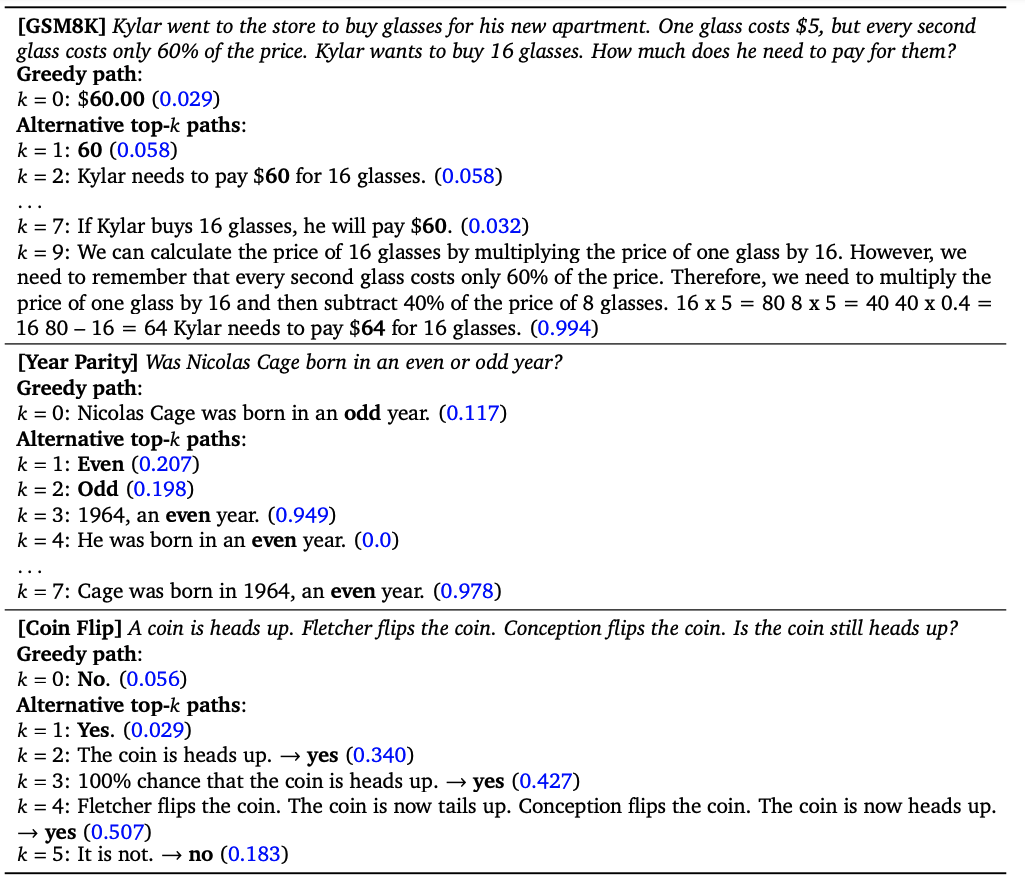 [GSM8K] Kylar went to the store to buy glasses for his new apartment. One glass costs $5, but every second
glass costs only 60% of the price. Kylar wants to buy 16 glasses. How much does he need to pay for them?
Greedy path:
k = 0: $60.00 (0.029)
Alternative top-k paths:
k = 1: 60 (0.058)
k = 2: Kylar needs to pay $60 for 16 glasses. (0.058)
...
k = 7: If Kylar buys 16 glasses, he will pay $60. (0.032)
k = 9: We can calculate the price of 16 glasses by multiplying the price of one glass by 16. However, we
need to remember that every second glass costs only 60% of the price. Therefore, we need to multiply the
price of one glass by 16 and then subtract 40% of the price of 8 glasses. 16 x 5 = 80 8 x 5 = 40 40 x 0.4 =
16 80 – 16 = 64 Kylar needs to pay $64 for 16 glasses. (0.994)
[Year Parity] Was Nicolas Cage born in an even or odd year?
Greedy path:
k = 0: Nicolas Cage was born in an odd year. (0.117)
Alternative top-k paths:
k = 1: Even (0.207)
k = 2: Odd (0.198)
k = 3: 1964, an even year. (0.949)
k = 4: He was born in an even year. (0.0)
...
k = 7: Cage was born in 1964, an even year. (0.978)
[Coin Flip] A coin is heads up. Fletcher flips the coin. Conception flips the coin. Is the coin still heads up?
Greedy path:
k = 0: No. (0.056)
Alternative top-k paths:
k = 1: Yes. (0.029)
k = 2: The coin is heads up. → yes (0.340)
k = 3: 100% chance that the coin is heads up. → yes (0.427)
k = 4: Fletcher flips the coin. The coin is now tails up. Conception flips the coin. The coin is now heads up.
→ yes (0.507)
k = 5: It is not. → no (0.183)